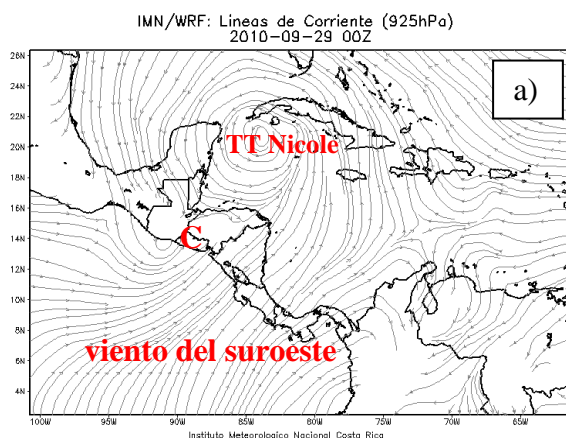 IMN/WRF: Lineas de Corriente (925hPa)
2010-09-29 00Z
a)
26N
24N
22N
20N
18N
16N
14N
12N
10N
8N
6N
4N
TT Nicole
C
viento del suroeste
100W 95W 90W 85W 80W 75W 70W 65W
Instituto Meteorologico Nacional Costa Rica